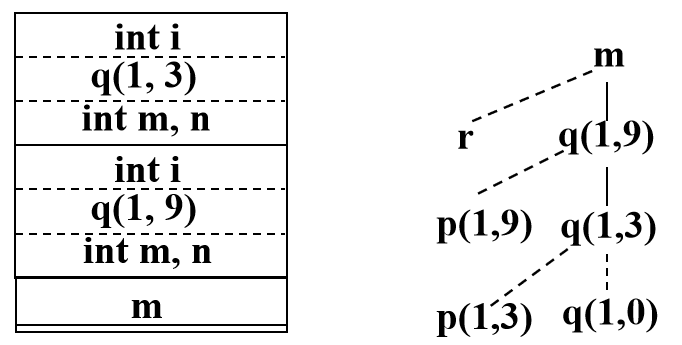 int i
q(1, 3)
int m, n
int i
q(1, 9)
int m, n
m
m
r q(1,9)
p(1,9) q(1,3)
p(1,3) q(1,0)